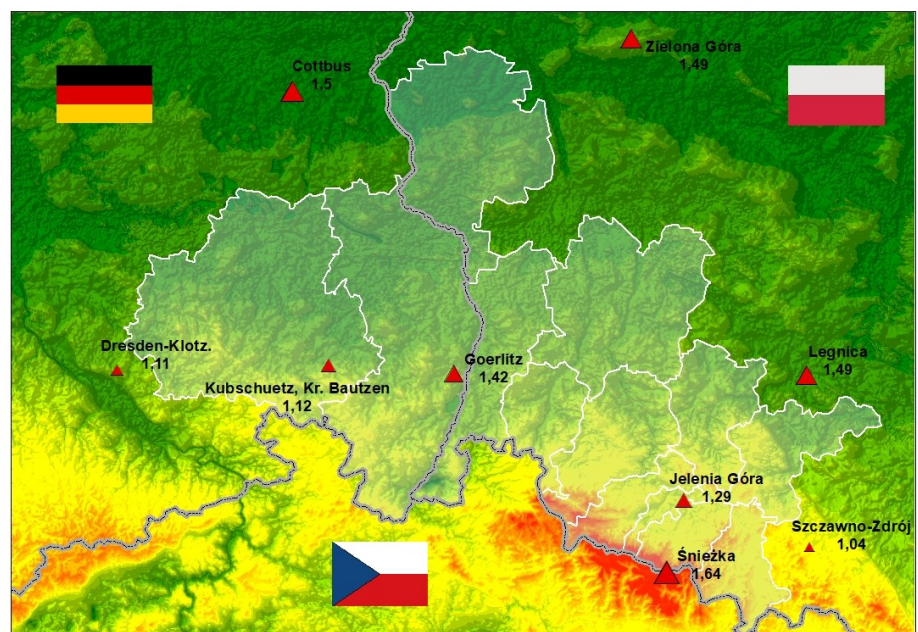 Zielona Góra
1,49
Cottbus
1,5
Dresden-Klotz.
1,11
Kubschuetz, Kr. Bautzen
1,12
Goerlitz
1,42
Legnica
1,49
Jelenia Góra
1,29
Szczawno-Zdrój
1,04
Śnieżka
1,64